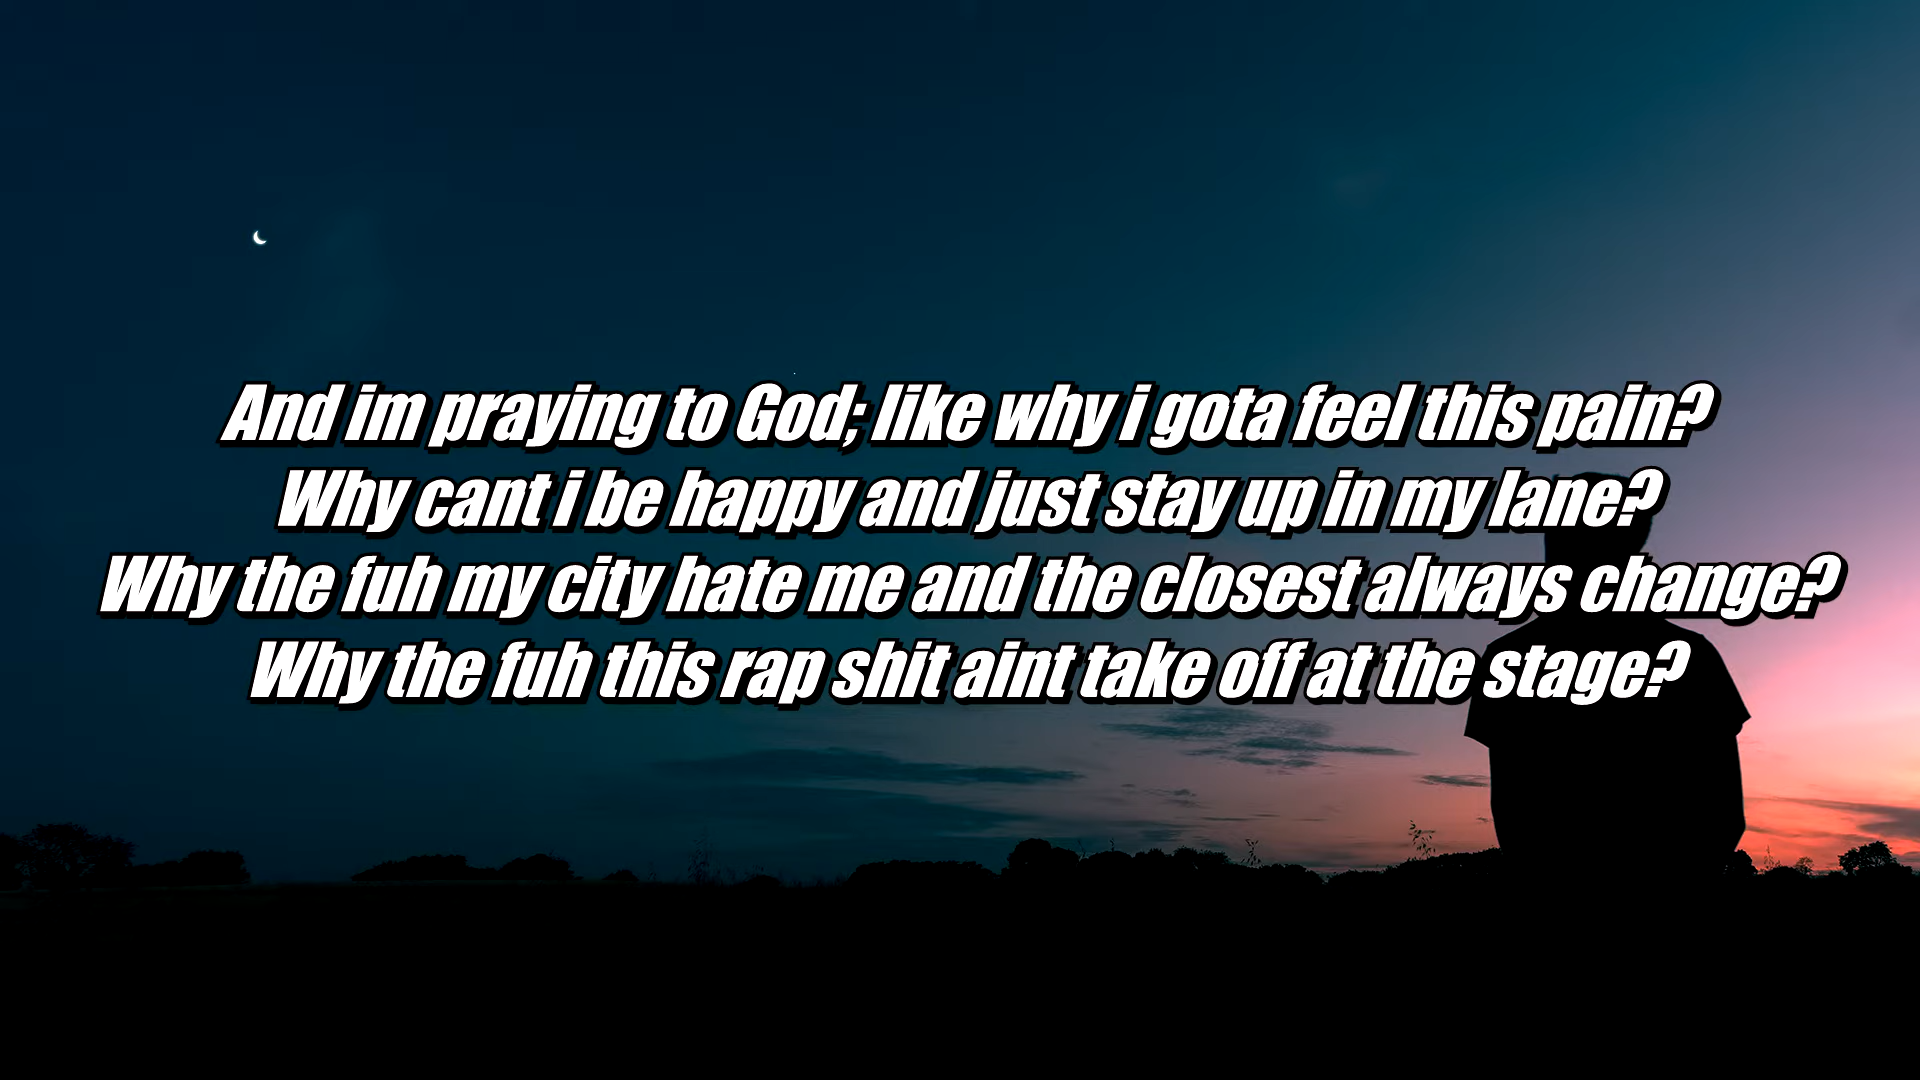 And im praying to God; like why i gota feel this pain?
Why cant i be happy and just stay up in my lane?
Why the fuh my city hate me and the closest always change?
Why the fuh this rap shit aint take off at the stage?